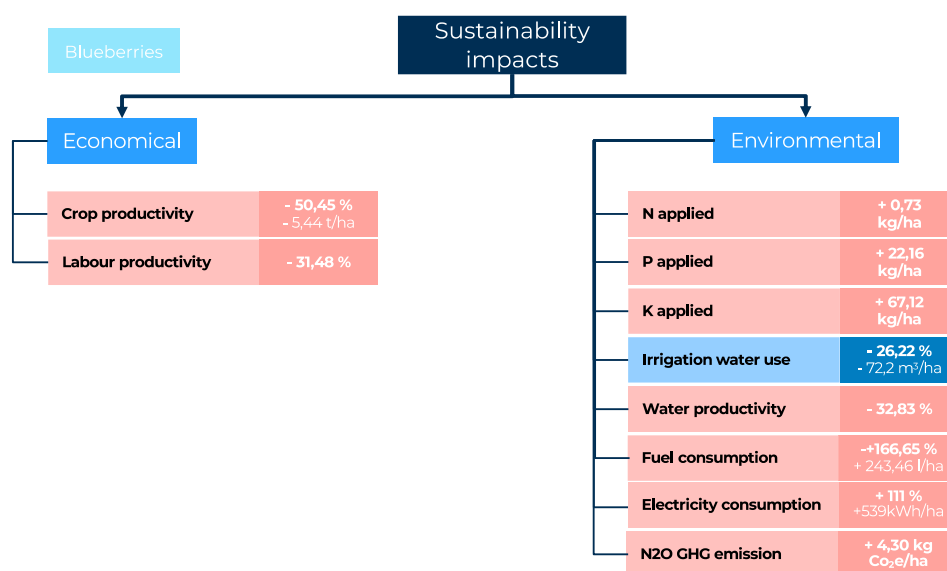 Blueberries
Sustainability
impacts
Economical
Crop productivity
- 50,45 %
- 5,44 t/ha
Labour productivity
- 31,48 %
Environmental
N applied
+ 0,73
kg/ha
P applied
+ 22,16
kg/ha
K applied
+ 67,12
kg/ha
Irrigation water use
- 26,22 %
- 72,2 m³/ha
Water productivity
- 32,83 %
Fuel consumption
-+166,65 %
+ 243,46 l/ha
Electricity consumption
+ 111 %
+539kWh/ha
N2O GHG emission
+ 4,30 kg
Co₂e/ha